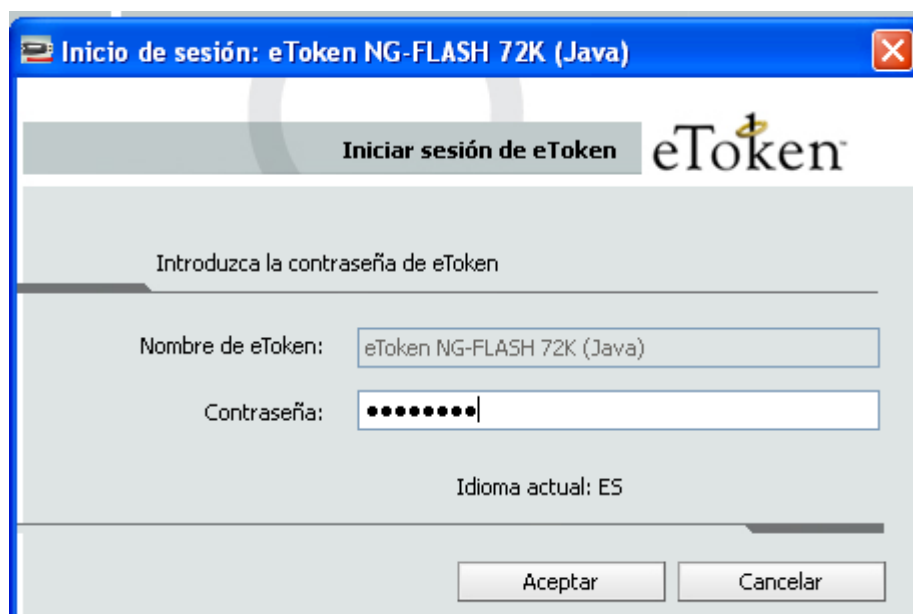 Inicio de sesión: eToken NG-FLASH 72K (Java)
Iniciar sesión de eToken
eToken™
Introduzca la contraseña de eToken
Nombre de eToken: eToken NG-FLASH 72K (Java)
Contraseña: ●●●●●●●●
Idioma actual: ES
Aceptar Cancelar